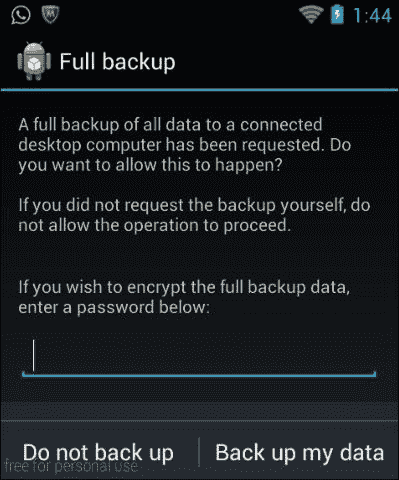 1:44
Full backup
A full backup of all data to a connected
desktop computer has been requested. Do
you want to allow this to happen?
If you did not request the backup yourself, do
not allow the operation to proceed.
If you wish to encrypt the full backup data,
enter a password below:
Do not back up
Back up my data
free for personal use